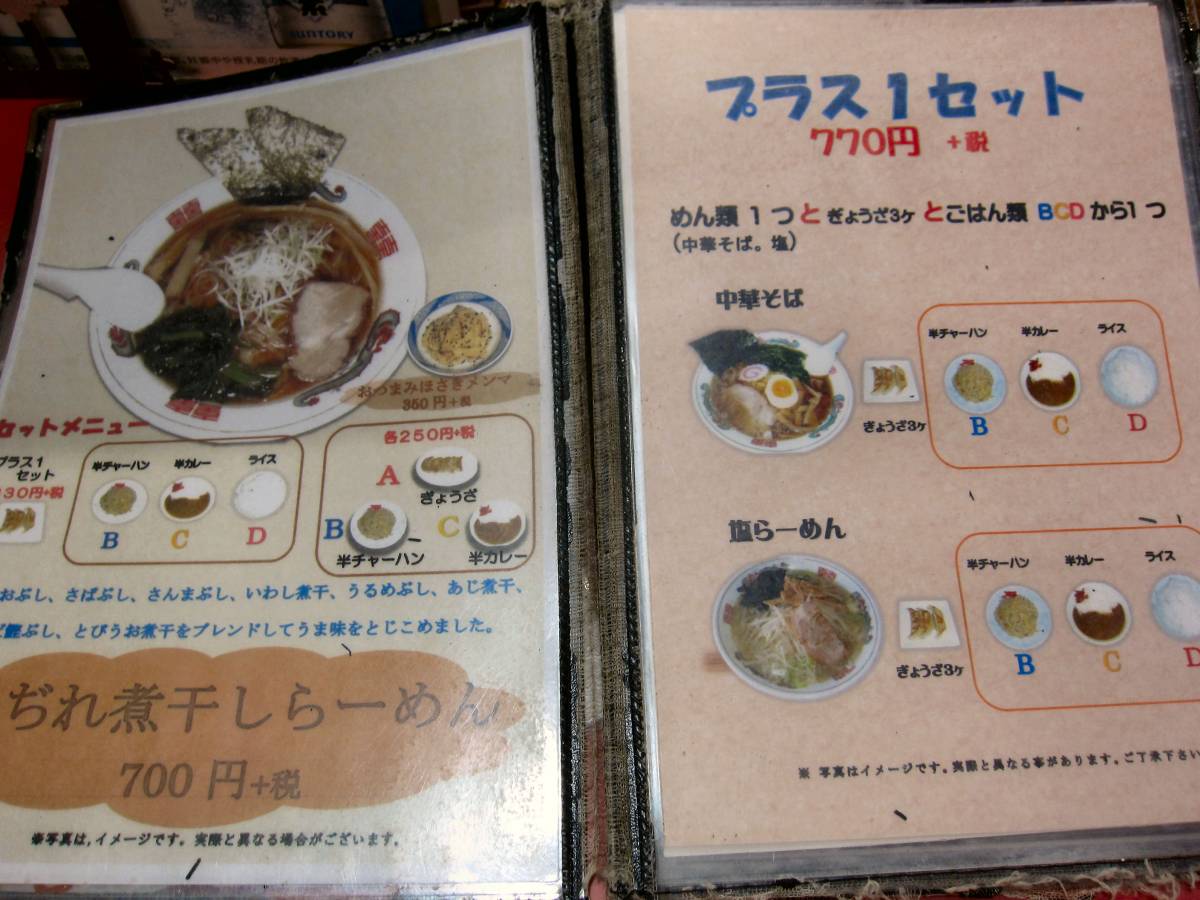 SUNTORY
おつまみほざきメンマ
350円+税
セットメニュー
プラス1
セット
30円+税
半チャーハン
半カレー
ライス
B
C
D
各250円+税
A
ぎょうざ
B
C
半チャーハン
半カレー
おぶし、さばぶし、さんまぶし、いわし煮干、うるめぶし、あじ煮干、
ぶし、とびうお煮干をブレンドしてうま味をとじこめました。
ぢれ煮干しらーめん
700円+税
※写真は,イメージです。実際と異なる場合がございます。
プラス1セット
770円 +税
めん類 1つとぎょうざ3ヶとごはん類 BCDから1つ
(中華そば。塩)
中華そば
ぎょうざ3ヶ
半チャーハン
半カレー
ライス
B
C
D
塩らーめん
ぎょうざ3ヶ
半チャーハン
半カレー
ライス
B
C
D
※ 写真はイメージです。実際と異なる事があります。ご了承下さい